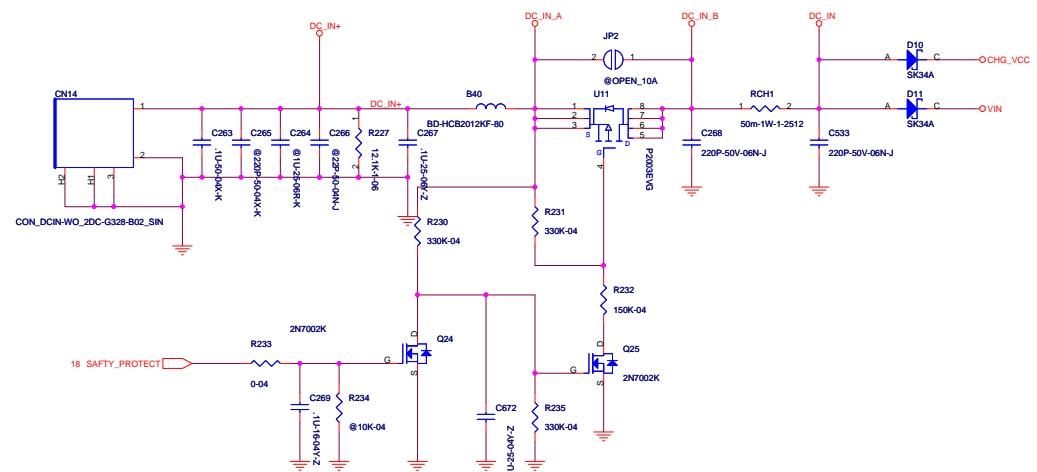 DC_IN+
DC_IN_A
DC_IN_B
DC_IN
JP2
2 1
@OPEN_10A
D10
A C
SK34A
CHG_VCC
CN14
1
2
H2
H1
3
CON_DCIN-WO_2DC-G328-B02_SIN
DC_IN+
B40
BD-HCB2012KF-80
U11
1
2
3
8
7
6
5
S
D
G
4
P2003EVG
RCH1
1 2
50m-1W-1-2512
D11
A C
SK34A
VIN
C263
.1U-50-04X-K
C265
@220P-50-04X-K
C264
@1U-25-06R-K
C266
@22P-50-04N-J
1
R227
2
12.1K-1-06
C267
.1U-25-06Y-Z
C268
220P-50V-06N-J
C533
220P-50V-06N-J
R230
330K-04
R231
330K-04
R232
150K-04
2N7002K
D
Q24
G
S
D
Q25
G
S
2N7002K
18 SAFTY_PROTECT
R233
0-04
C269
.1U-16-04Y-Z
R234
@10K-04
C672
U-25-04Y-Z
R235
330K-04